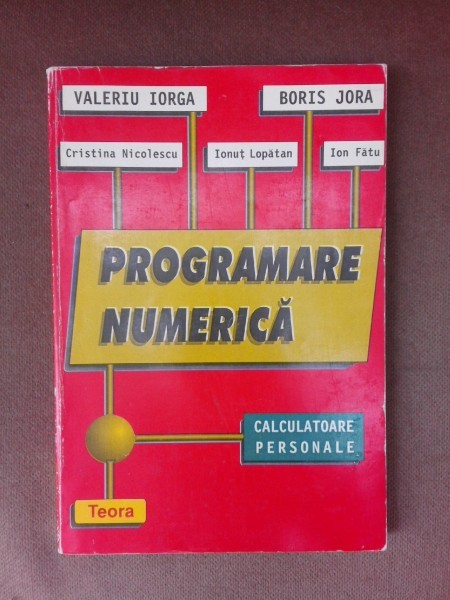 VALERIU IORGA
BORIS JORA
Cristina Nicolescu
Ionuț Lopătan
Ion Fătu
PROGRAMARE
NUMERICĂ
CALCULATOARE
PERSONALE
Teora